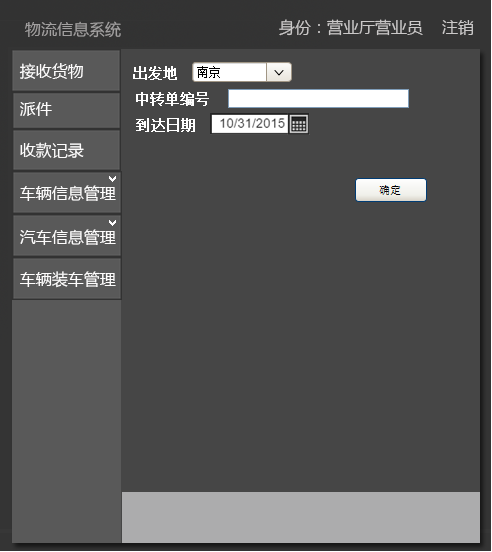 物流信息系统
身份：营业厅营业员 注销
接收货物
派件
收款记录
车辆信息管理
汽车信息管理
车辆装车管理
出发地 南京
中转单编号
到达日期 10/31/2015
确定